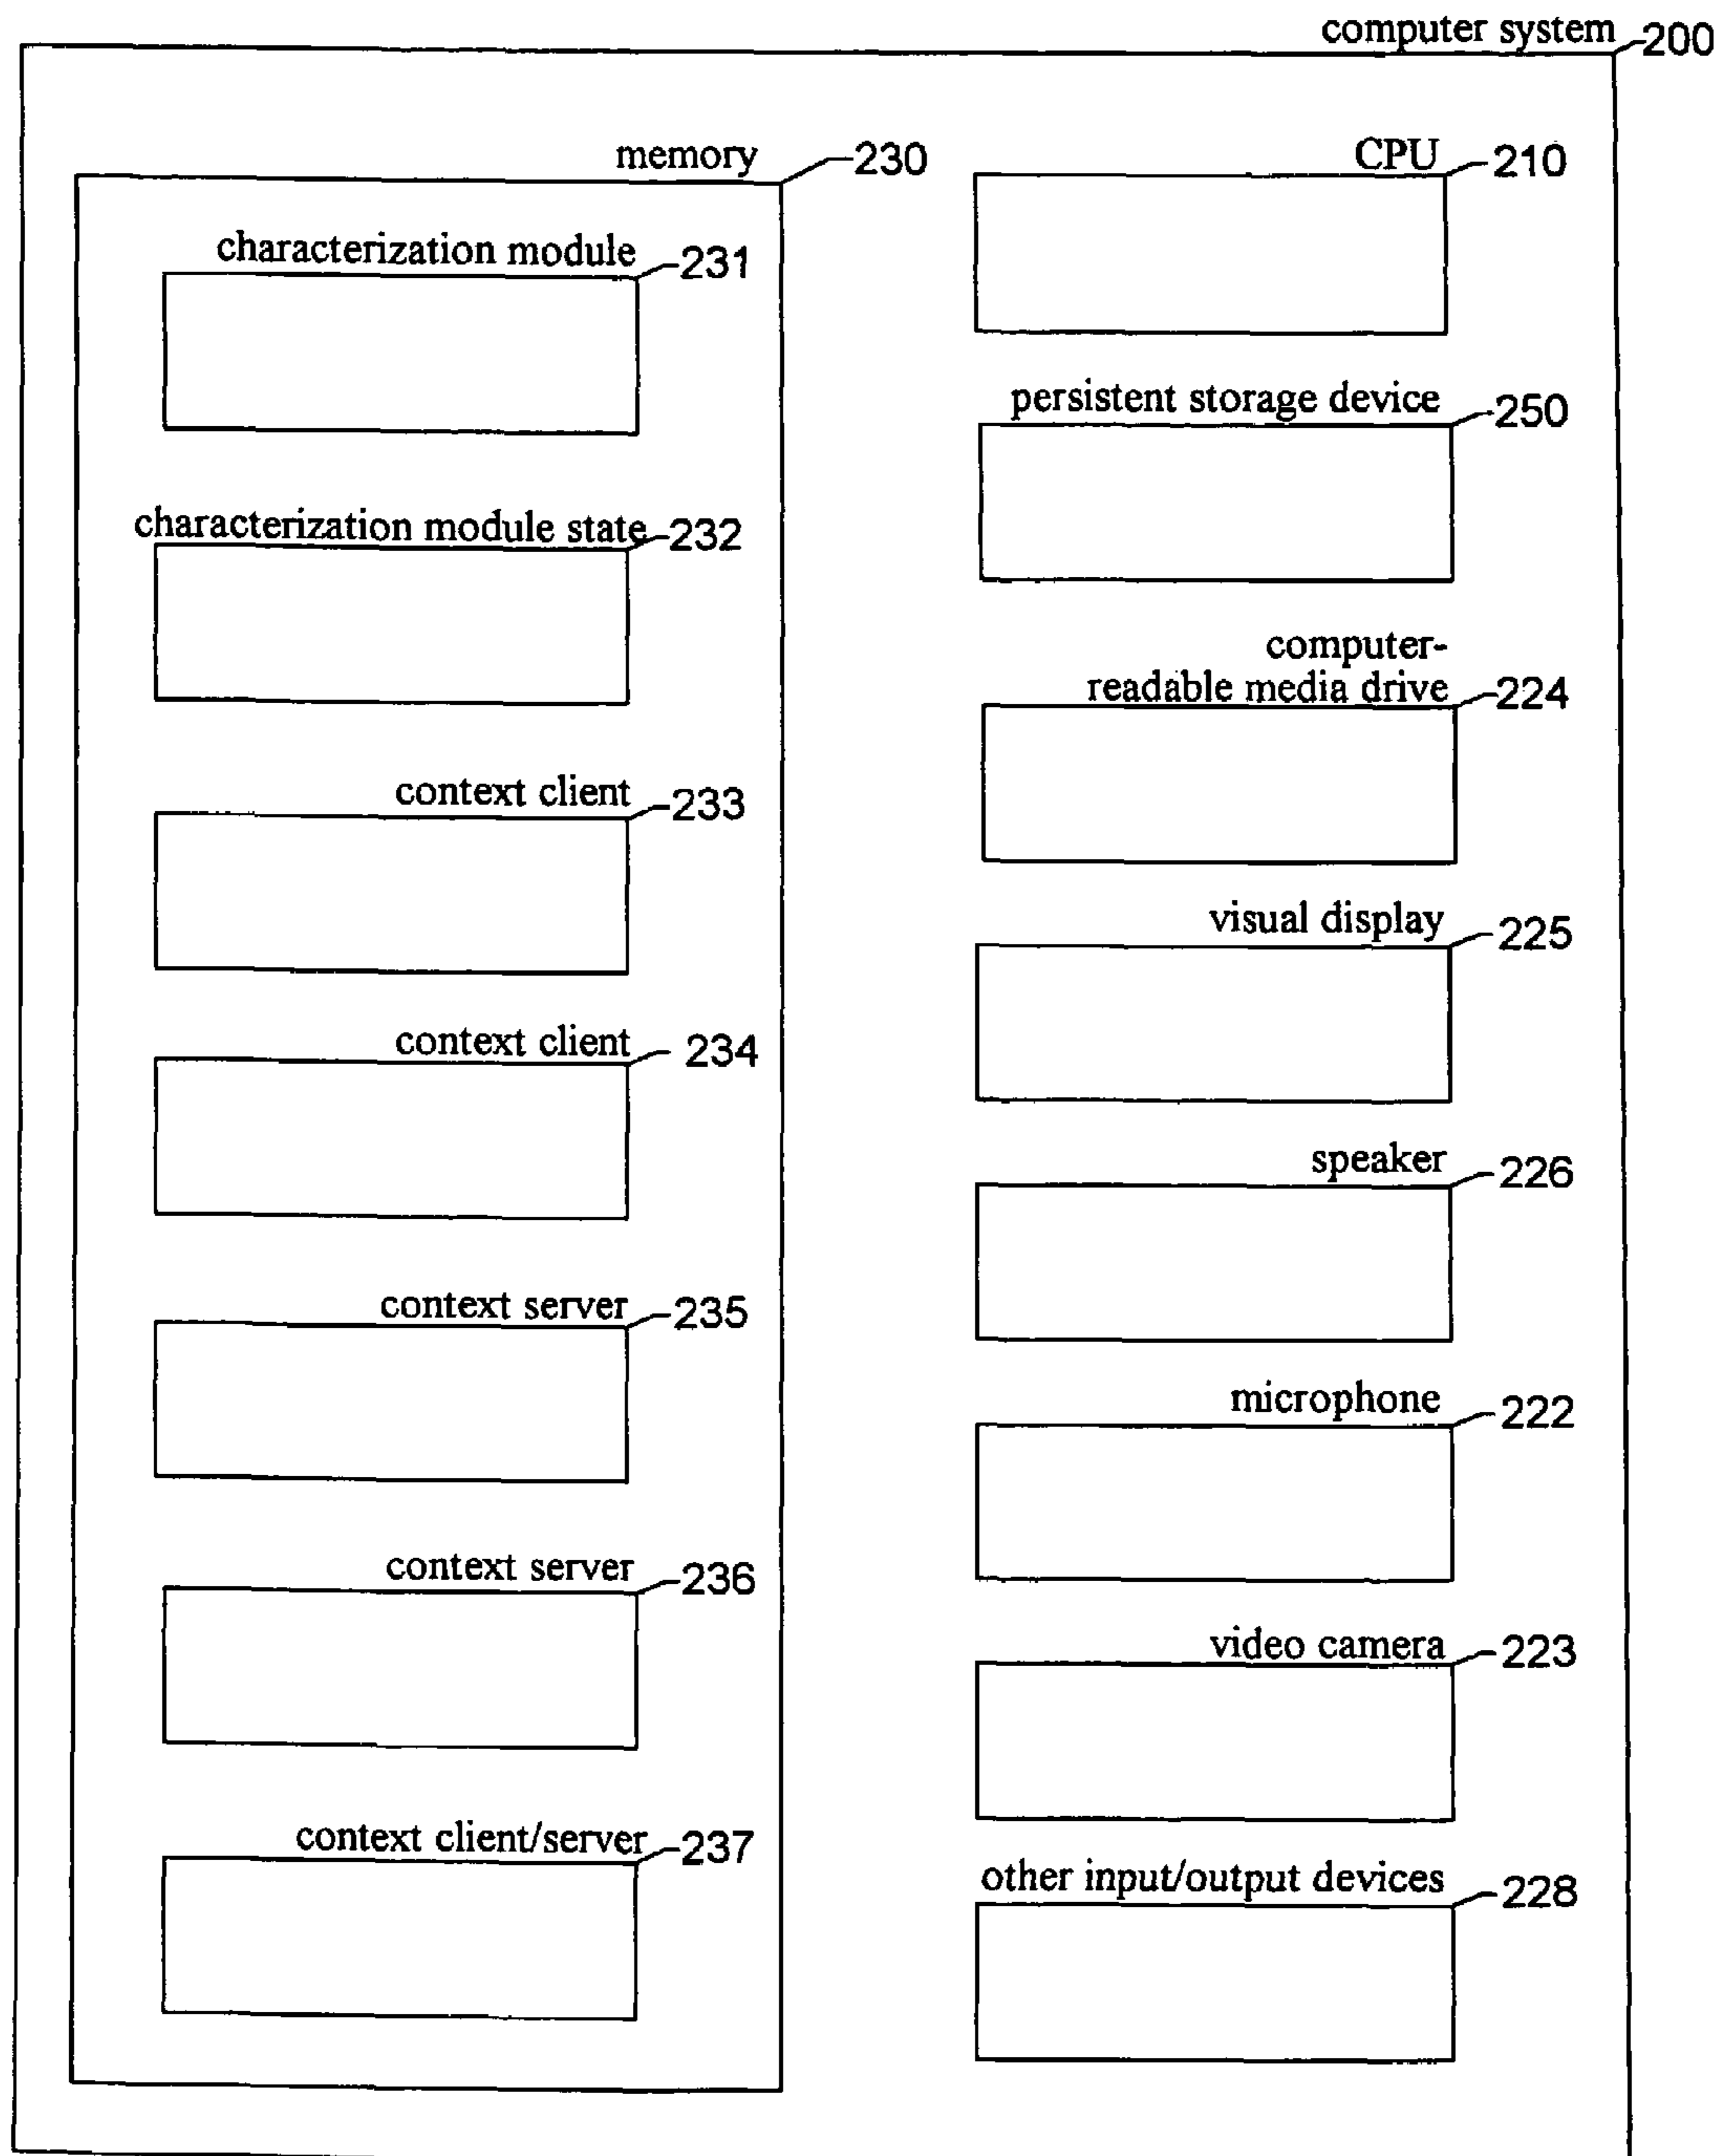 computer system 200
memory 230
characterization module 231
characterization module state 232
context client 233
context client 234
context server 235
context server 236
context client/server 237
CPU 210
persistent storage device 250
computer-
readable media drive 224
visual display 225
speaker 226
microphone 222
video camera 223
other input/output devices 228